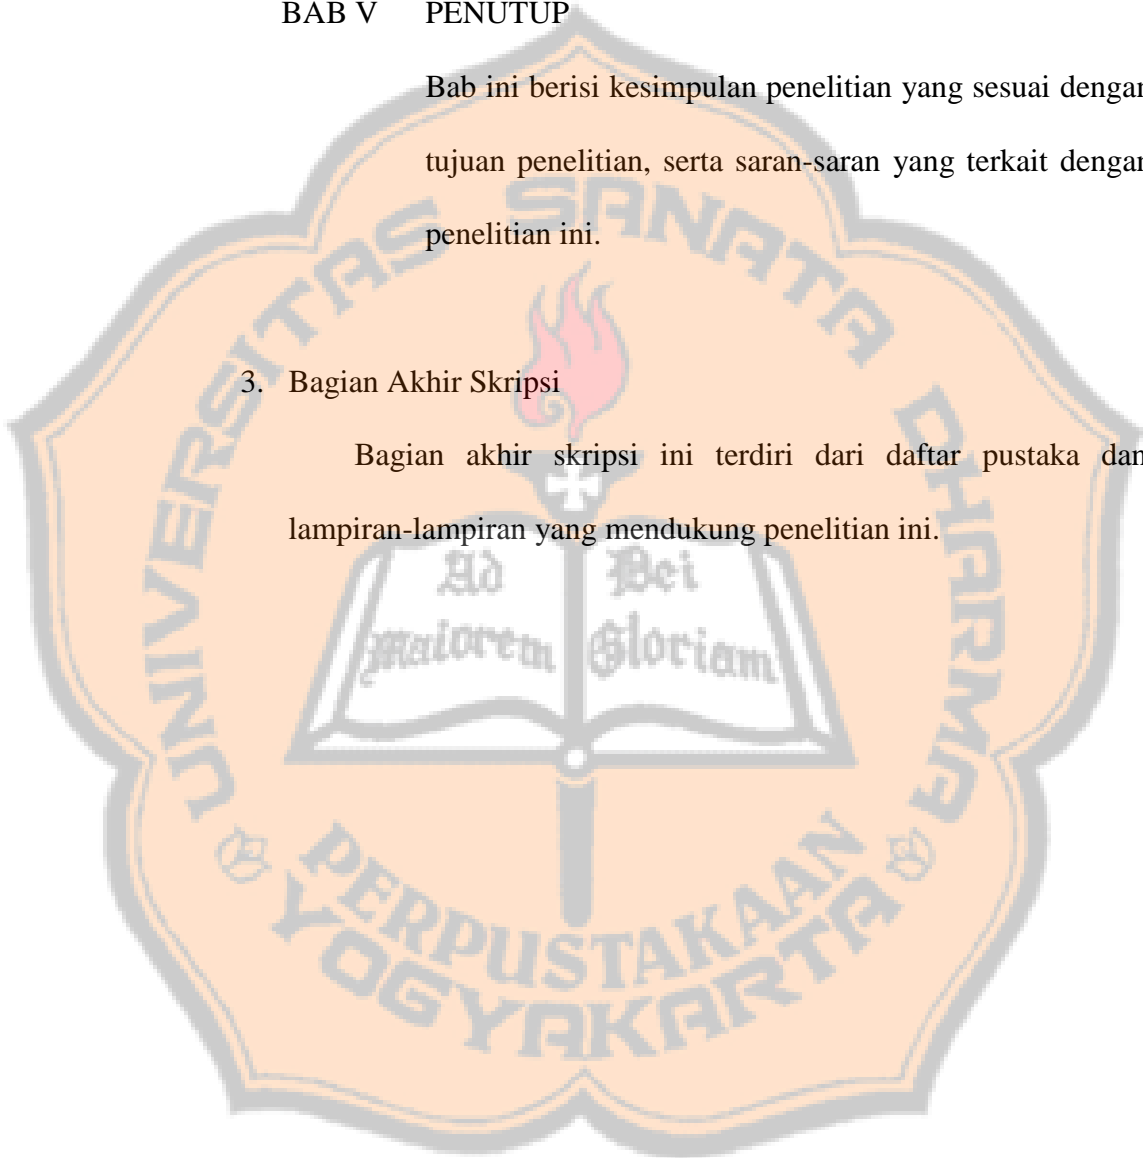 BAB V PENUTUP
Bab ini berisi kesimpulan penelitian yang sesuai dengan
tujuan penelitian, serta saran-saran yang terkait dengan
penelitian ini.
3. Bagian Akhir Skripsi
Bagian akhir skripsi ini terdiri dari daftar pustaka dan
lampiran-lampiran yang mendukung penelitian ini.
UNIVERSITAS SANATA DHARMA
Ad Dei
Maiorem Gloriam
PERPUSTAKAAN
YOGYAKARTA